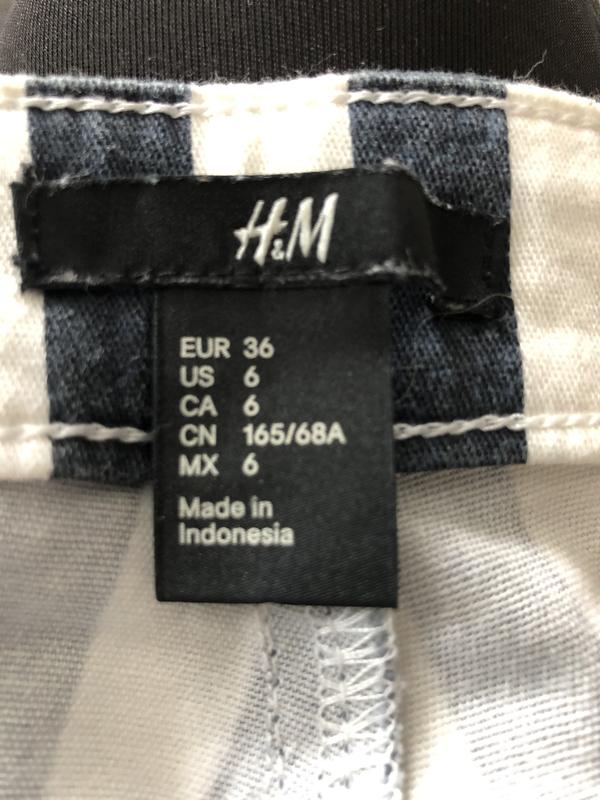 H&M
EUR 36
US 6
CA 6
CN 165/68A
MX 6
Made in
Indonesia